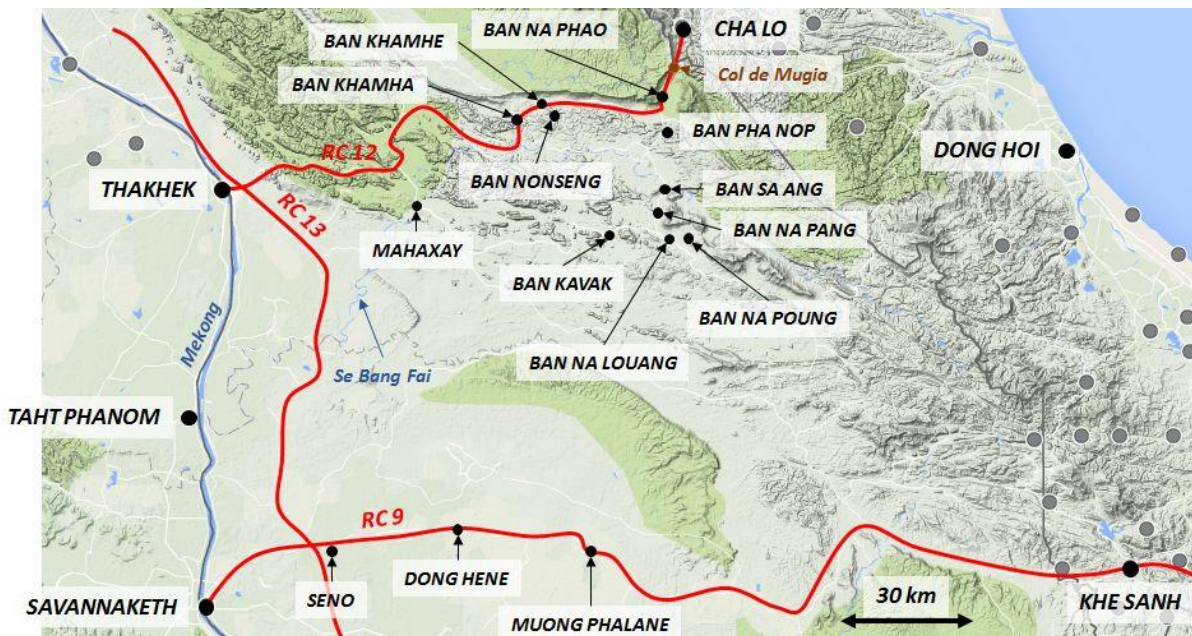 BAN NA PHAO
CHA LO
BAN KHAMHE
Col de Mugia
BAN KHAMHA
BAN PHA NOP
DONG HOI
RC 12
BAN NONSENG
THAKHEK
BAN SA ANG
RC 13
BAN NA PANG
MAHAXAY
BAN KAVAK
BAN NA POUNG
Mekong
BAN NA LOUANG
Se Bang Fai
TAHT PHANOM
RC 9
DONG HENE
30 km
SAVANNAKETH
SENO
KHE SANH
MUONG PHALANE